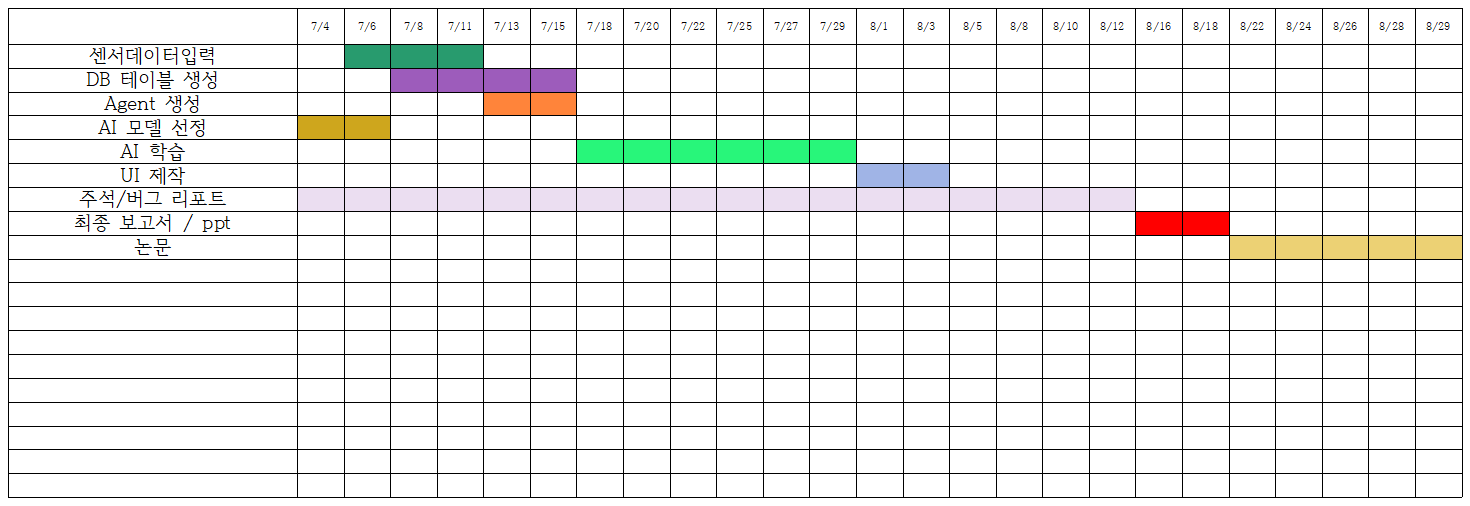 7/4 7/6 7/8 7/11 7/13 7/15 7/18 7/20 7/22 7/25 7/27 7/29 8/1 8/3 8/5 8/8 8/10 8/12 8/16 8/18 8/22 8/24 8/26 8/28 8/29
센서데이터입력
DB 테이블 생성
Agent 생성
AI 모델 선정
AI 학습
UI 제작
주석/버그 리포트
최종 보고서 / ppt
논문